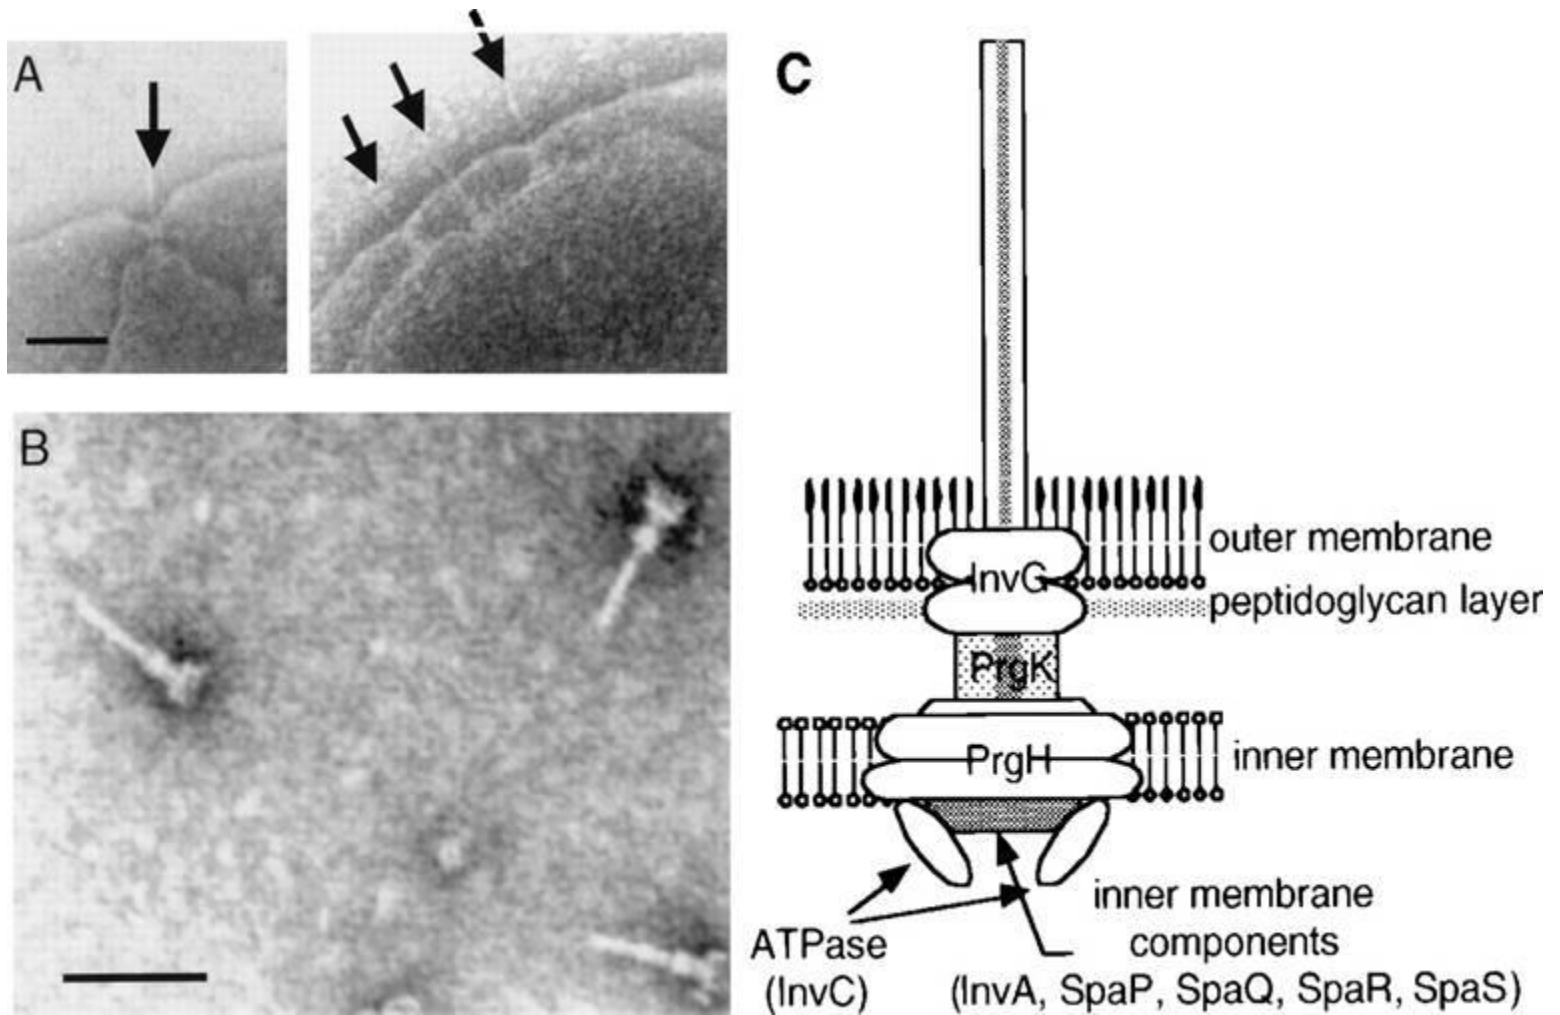 A
B
C
InvG
PrgK
PrgH
outer membrane
peptidoglycan layer
inner membrane
ATPase
(InvC)
inner membrane
components
(InvA, SpaP, SpaQ, SpaR, SpaS)